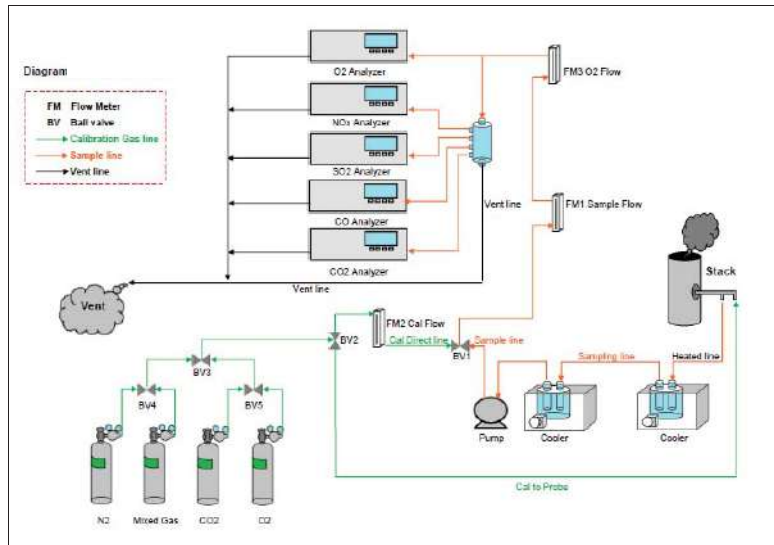 O2 Analyzer
FM3 O2 Flow
Diagram
FM Flow Meter
BV Ball valve
Calibration Gas line
Sample line
Vent line
NOx Analyzer
SO2 Analyzer
CO Analyzer
CO2 Analyzer
Vent line
FM1 Sample Flow
Stack
Vent
Vent line
FM2 Cal Flow
BV2
Cal Direct line
Sample line
BV1
Sampling line
Heated line
BV3
BV4
BV5
Pump
Cooler
Cooler
Cal to Probe
N2
Mixed Gas
CO2
O2